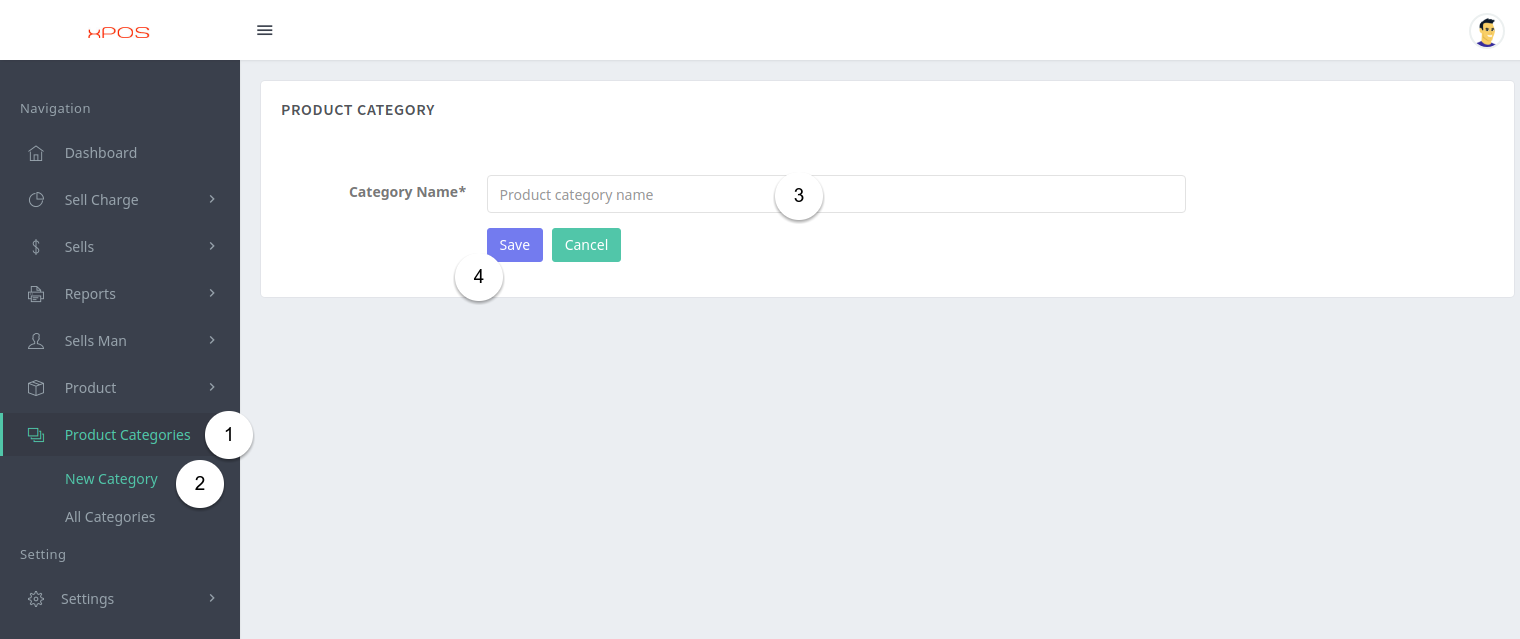 xPOS
Navigation
Dashboard
Sell Charge
Sells
Reports
Sells Man
Product
Product Categories
1
New Category
2
All Categories
Setting
Settings
PRODUCT CATEGORY
Category Name*
Product category name
3
Save
Cancel
4